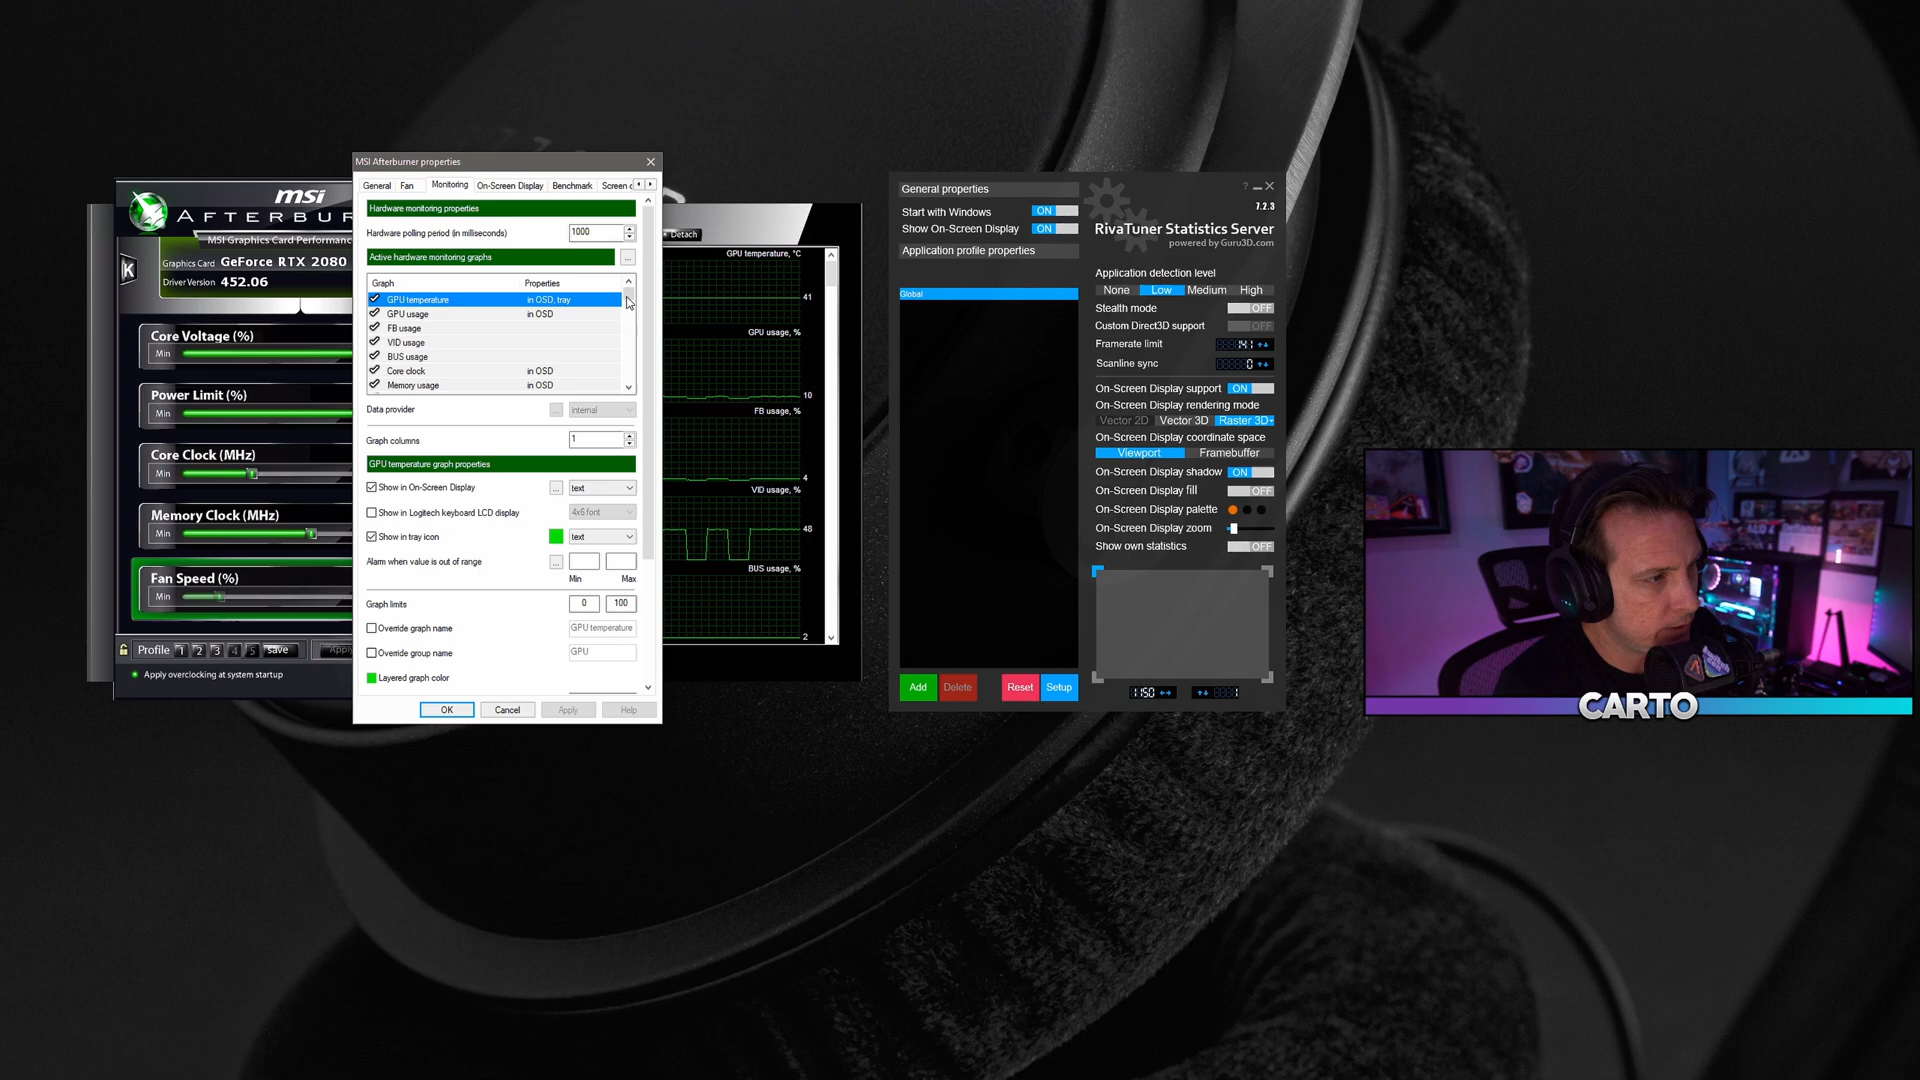 msi
AFTERBUR
MSI Graphics Card Performanc
K
Graphics Card GeForce RTX 2080
Driver Version 452.06
Core Voltage (%)
Min
Power Limit (%)
Min
Core Clock (MHz)
Min
Memory Clock (MHz)
Min
Fan Speed (%)
Min
Profile 1 2 3 4 5 save Apply
Apply overclocking at system startup
MSI Afterburner properties
General Fan Monitoring On-Screen Display Benchmark Screen c
Hardware monitoring properties
Hardware polling period (in milliseconds) 1000
Active hardware monitoring graphs ...
Graph Properties
GPU temperature in OSD, tray
GPU usage in OSD
FB usage
VID usage
BUS usage
Core clock in OSD
Memory usage in OSD
Data provider ... internal
Graph columns 1
GPU temperature graph properties
Show in On-Screen Display ... text
Show in Logitech keyboard LCD display 4x6 font
Show in tray icon text
Alarm when value is out of range ...
Min Max
Graph limits 0 100
Override graph name GPU temperature
Override group name GPU
Layered graph color
OK Cancel Apply Help
Detach
GPU temperature, °C
41
GPU usage, %
10
FB usage, %
4
VID usage, %
48
BUS usage, %
2
General properties
Start with Windows ON
Show On-Screen Display ON
Application profile properties
Global
Add Delete Reset Setup
?
7.2.3
RivaTuner Statistics Server
powered by Guru3D.com
Application detection level
None Low Medium High
Stealth mode OFF
Custom Direct3D support OFF
Framerate limit 141
Scanline sync 0
On-Screen Display support ON
On-Screen Display rendering mode
Vector 2D Vector 3D Raster 3D
On-Screen Display coordinate space
Viewport Framebuffer
On-Screen Display shadow ON
On-Screen Display fill OFF
On-Screen Display palette
On-Screen Display zoom
Show own statistics OFF
1150 1
CARTO